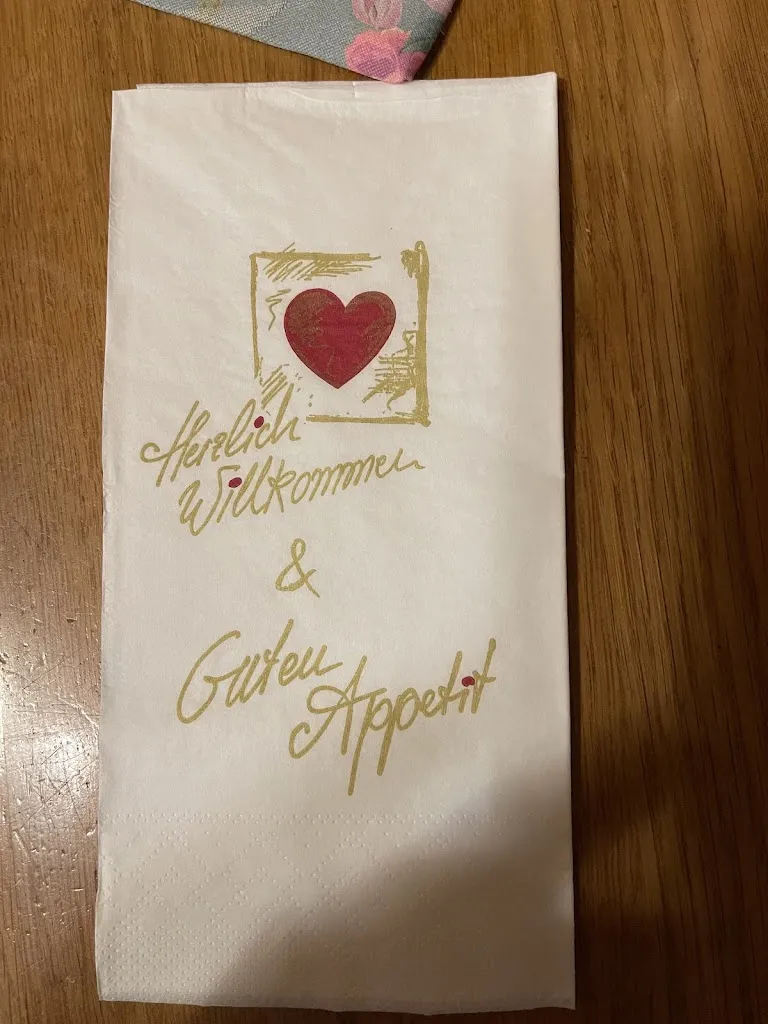 Herzlich
Willkommen
&
Guten
Appetit